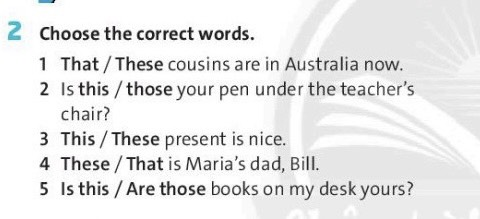 2 Choose the correct words.
1 That / These cousins are in Australia now.
2 Is this / those your pen under the teacher's
chair?
3 This / These present is nice.
4 These / That is Maria's dad, Bill.
5 Is this / Are those books on my desk yours?